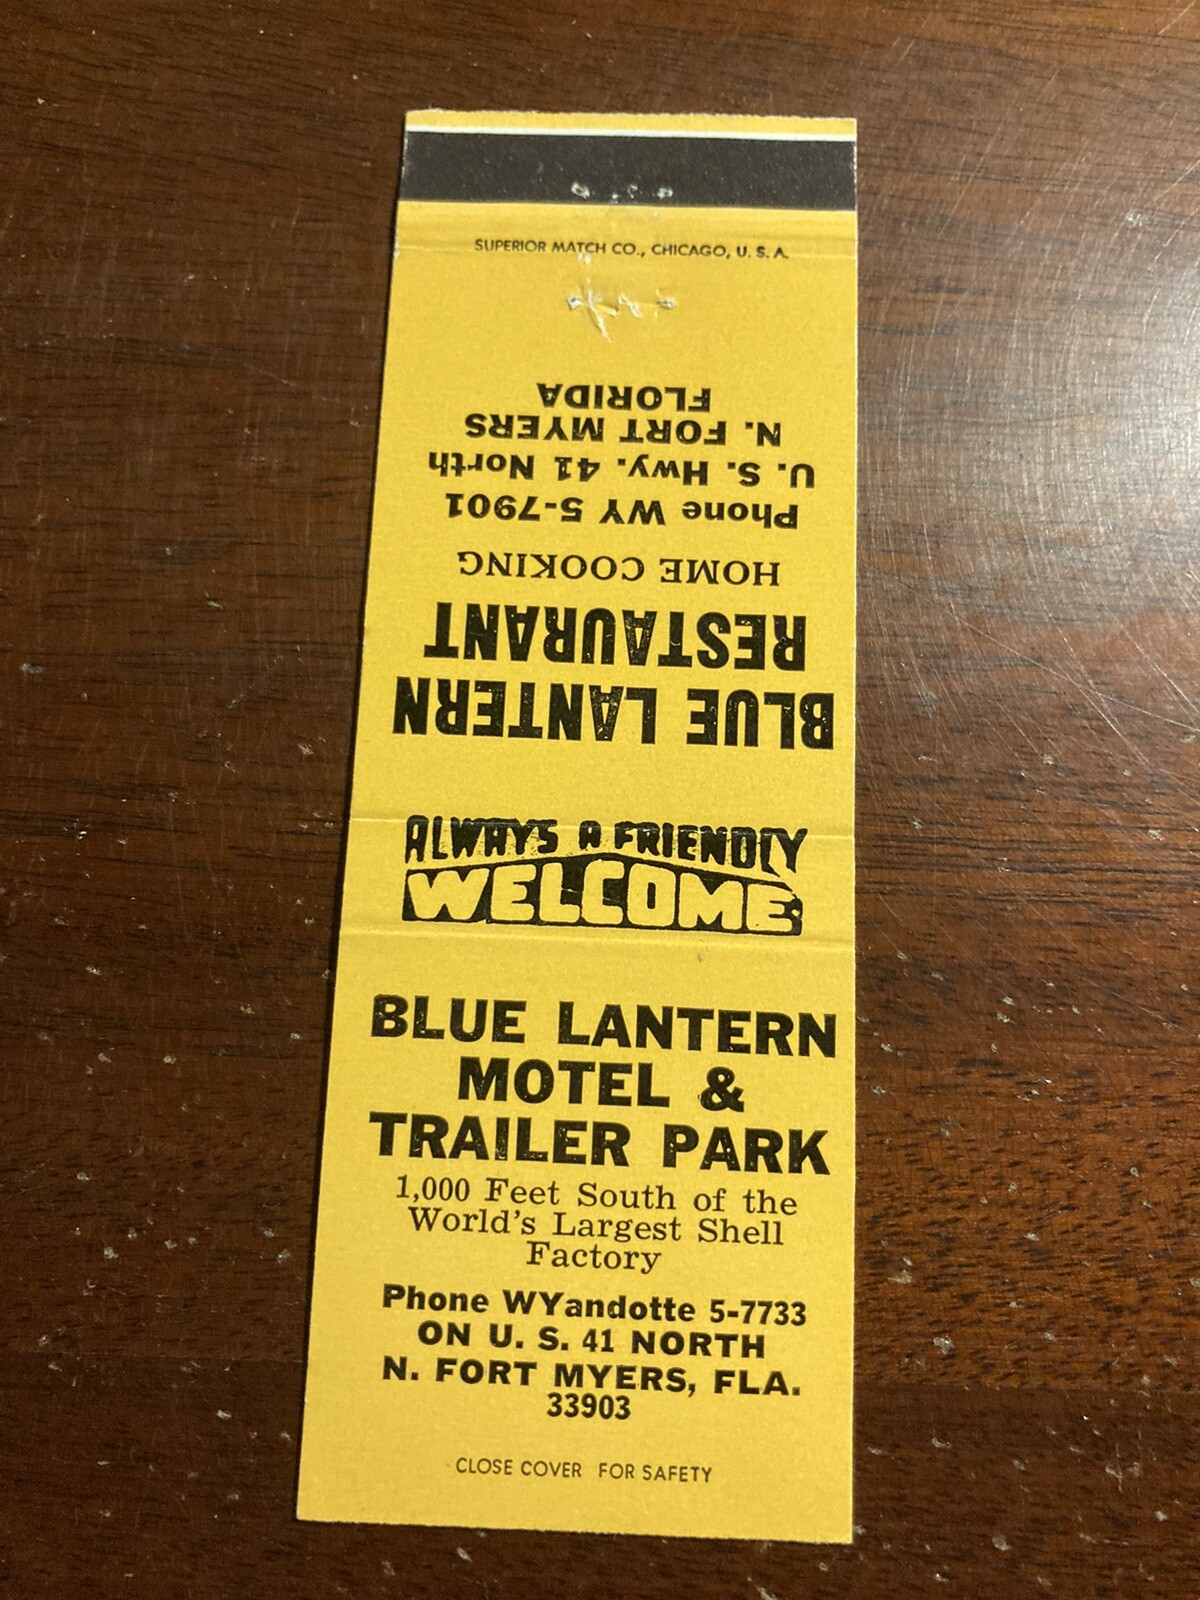 SUPERIOR MATCH CO., CHICAGO, U. S. A.
BLUE LANTERN
RESTAURANT
HOME COOKING
Phone WY 5-7901
U. S. Hwy. 41 North
N. FORT MYERS
FLORIDA
ALWAYS A FRIENDLY
WELCOME
BLUE LANTERN
MOTEL &
TRAILER PARK
1,000 Feet South of the
World's Largest Shell
Factory
Phone WYandotte 5-7733
ON U. S. 41 NORTH
N. FORT MYERS, FLA.
33903
CLOSE COVER FOR SAFETY